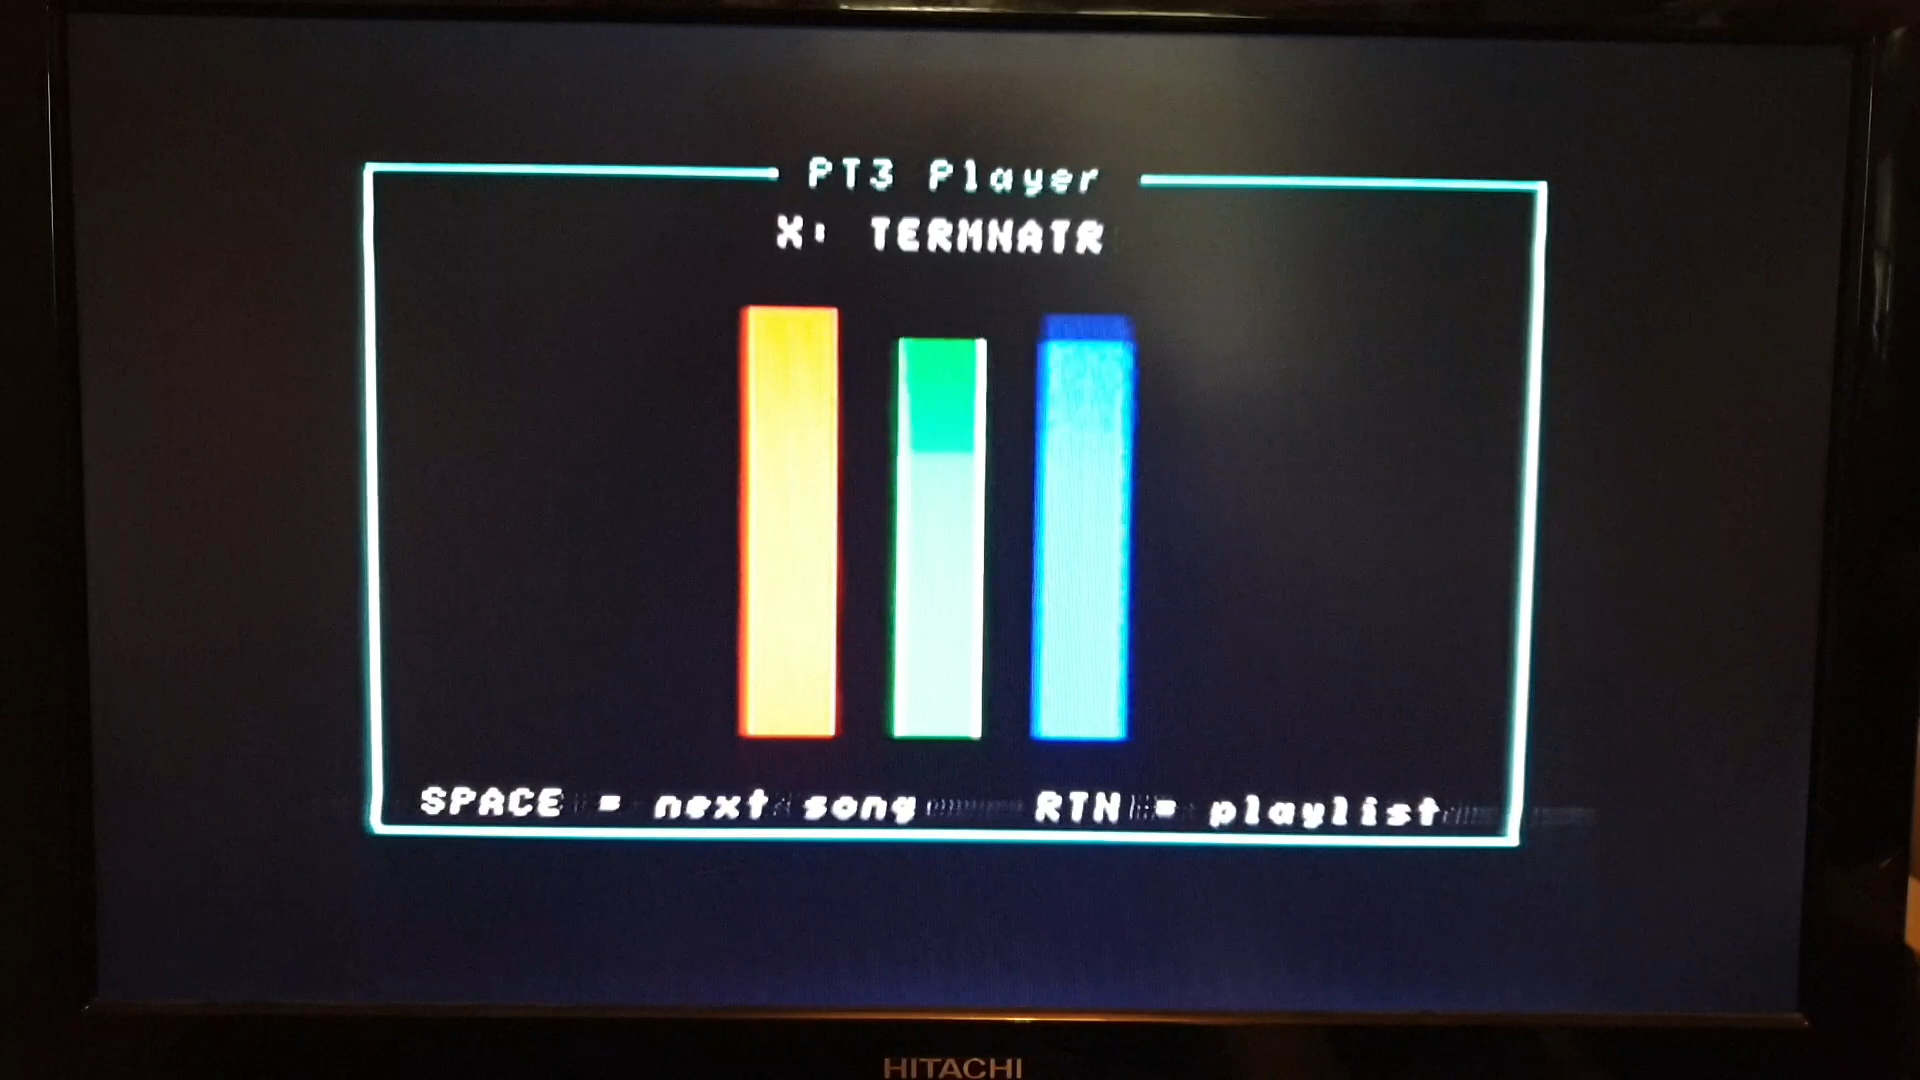 PT3 Player
X: TERMNATR
SPACE = next song RTN = playlist
HITACHI